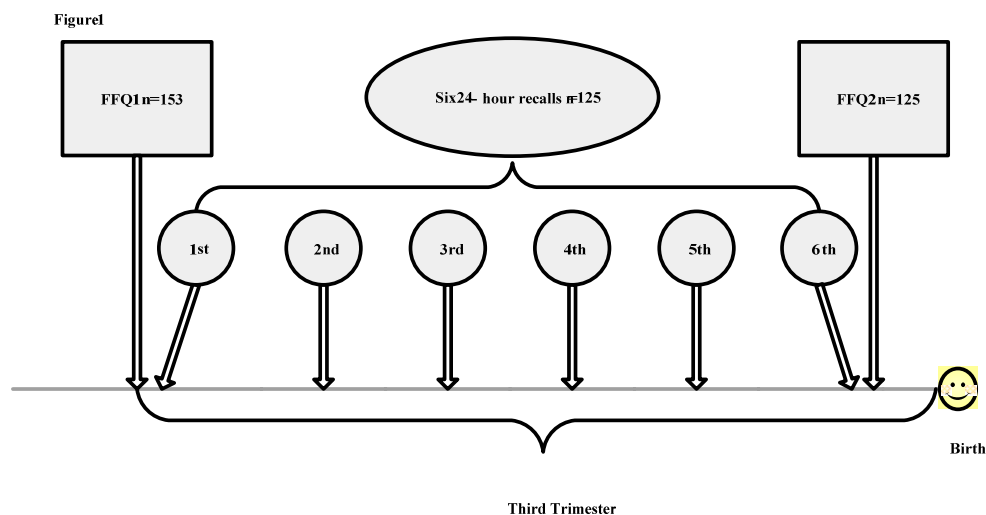 Figure1
FFQ1n=153
Six24- hour recalls n=125
FFQ2n=125
1st
2nd
3rd
4th
5th
6th
Birth
Third Trimester